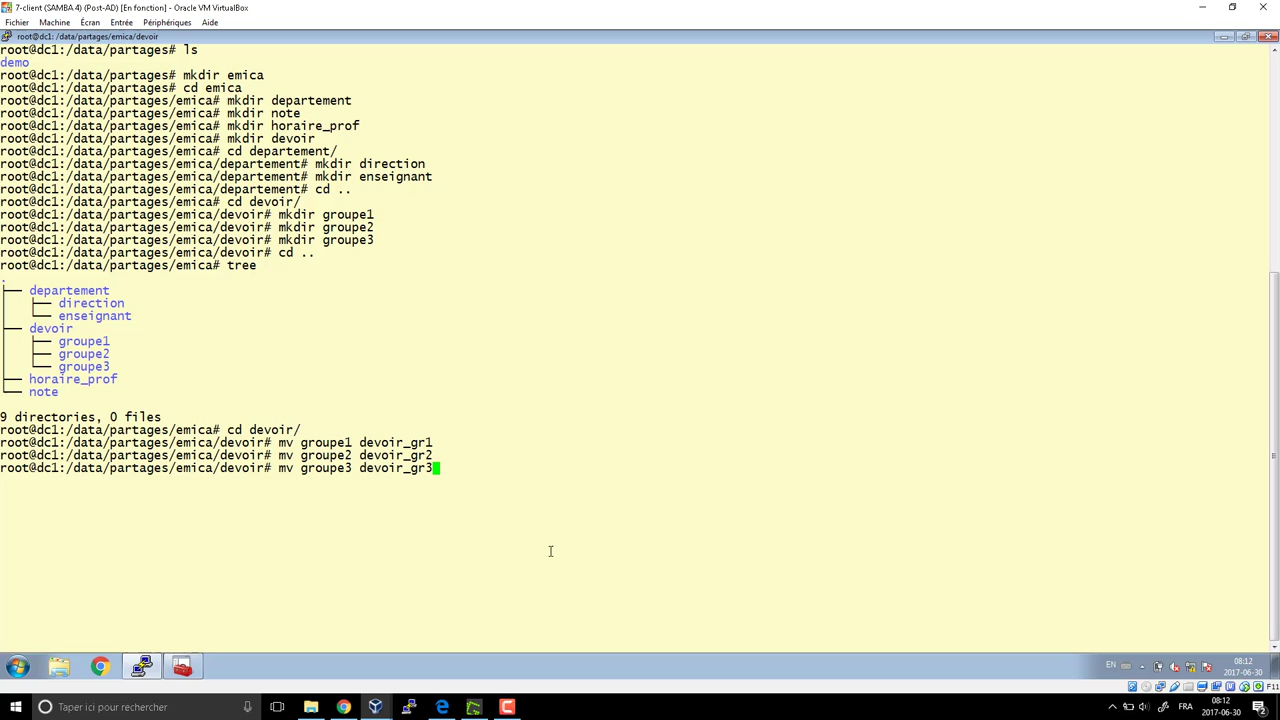 7-client (SAMBA 4) (Post-AD) [En fonction] - Oracle VM VirtualBox
Fichier Machine Écran Entrée Périphériques Aide
root@dc1: /data/partages/emica/devoir
root@dc1:/data/partages# ls
demo
root@dc1:/data/partages# mkdir emica
root@dc1:/data/partages# cd emica
root@dc1:/data/partages/emica# mkdir departement
root@dc1:/data/partages/emica# mkdir note
root@dc1:/data/partages/emica# mkdir horaire_prof
root@dc1:/data/partages/emica# mkdir devoir
root@dc1:/data/partages/emica# cd departement/
root@dc1:/data/partages/emica/departement# mkdir direction
root@dc1:/data/partages/emica/departement# mkdir enseignant
root@dc1:/data/partages/emica/departement# cd ..
root@dc1:/data/partages/emica# cd devoir/
root@dc1:/data/partages/emica/devoir# mkdir groupe1
root@dc1:/data/partages/emica/devoir# mkdir groupe2
root@dc1:/data/partages/emica/devoir# mkdir groupe3
root@dc1:/data/partages/emica/devoir# cd ..
root@dc1:/data/partages/emica# tree
.
├── departement
│   ├── direction
│   └── enseignant
├── devoir
│   ├── groupe1
│   ├── groupe2
│   └── groupe3
├── horaire_prof
└── note
9 directories, 0 files
root@dc1:/data/partages/emica# cd devoir/
root@dc1:/data/partages/emica/devoir# mv groupe1 devoir_gr1
root@dc1:/data/partages/emica/devoir# mv groupe2 devoir_gr2
root@dc1:/data/partages/emica/devoir# mv groupe3 devoir_gr3
EN
08:12
2017-06-30
F11
Taper ici pour rechercher
FRA
08:12
2017-06-30
2